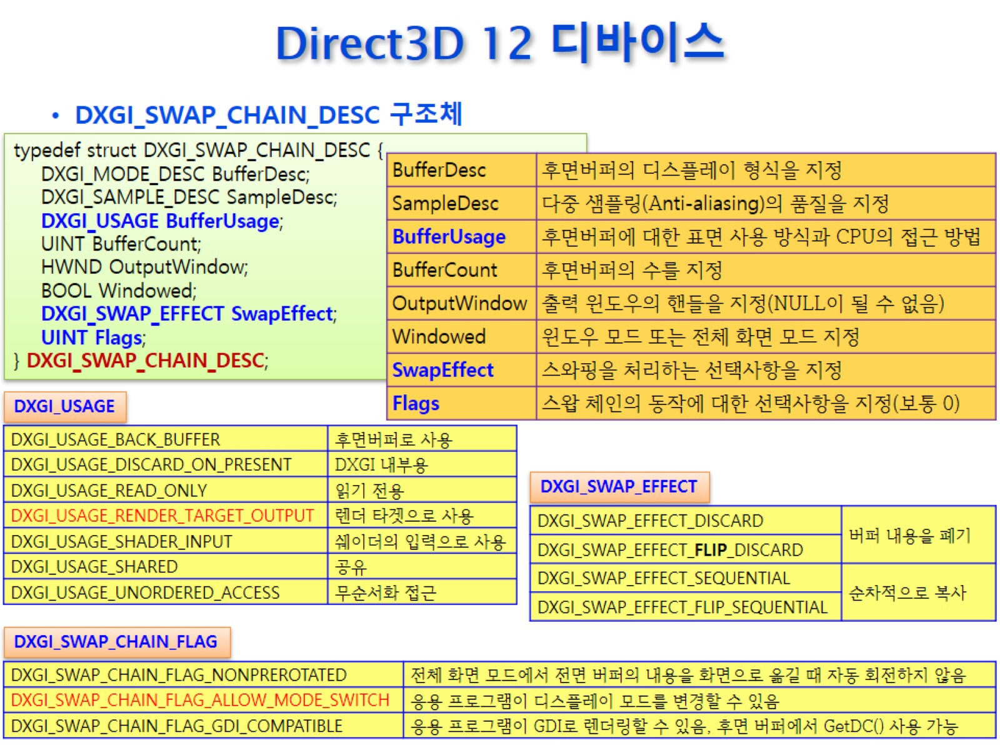 Direct3D 12 디바이스
• DXGI_SWAP_CHAIN_DESC 구조체
typedef struct DXGI_SWAP_CHAIN_DESC {
DXGI_MODE_DESC BufferDesc;
DXGI_SAMPLE_DESC SampleDesc;
DXGI_USAGE BufferUsage;
UINT BufferCount;
HWND OutputWindow;
BOOL Windowed;
DXGI_SWAP_EFFECT SwapEffect;
UINT Flags;
} DXGI_SWAP_CHAIN_DESC;
BufferDesc 후면버퍼의 디스플레이 형식을 지정
SampleDesc 다중 샘플링(Anti-aliasing)의 품질을 지정
BufferUsage 후면버퍼에 대한 표면 사용 방식과 CPU의 접근 방법
BufferCount 후면버퍼의 수를 지정
OutputWindow 출력 윈도우의 핸들을 지정(NULL이 될 수 없음)
Windowed 윈도우 모드 또는 전체 화면 모드 지정
SwapEffect 스와핑을 처리하는 선택사항을 지정
Flags 스왑 체인의 동작에 대한 선택사항을 지정(보통 0)
DXGI_USAGE
DXGI_USAGE_BACK_BUFFER 후면버퍼로 사용
DXGI_USAGE_DISCARD_ON_PRESENT DXGI 내부용
DXGI_USAGE_READ_ONLY 읽기 전용
DXGI_USAGE_RENDER_TARGET_OUTPUT 렌더 타겟으로 사용
DXGI_USAGE_SHADER_INPUT 쉐이더의 입력으로 사용
DXGI_USAGE_SHARED 공유
DXGI_USAGE_UNORDERED_ACCESS 무순서화 접근
DXGI_SWAP_EFFECT
DXGI_SWAP_EFFECT_DISCARD
버퍼 내용을 폐기
DXGI_SWAP_EFFECT_FLIP_DISCARD
DXGI_SWAP_EFFECT_SEQUENTIAL
순차적으로 복사
DXGI_SWAP_EFFECT_FLIP_SEQUENTIAL
DXGI_SWAP_CHAIN_FLAG
DXGI_SWAP_CHAIN_FLAG_NONPREROTATED 전체 화면 모드에서 전면 버퍼의 내용을 화면으로 옮길 때 자동 회전하지 않음
DXGI_SWAP_CHAIN_FLAG_ALLOW_MODE_SWITCH 응용 프로그램이 디스플레이 모드를 변경할 수 있음
DXGI_SWAP_CHAIN_FLAG_GDI_COMPATIBLE 응용 프로그램이 GDI로 렌더링할 수 있음, 후면 버퍼에서 GetDC() 사용 가능